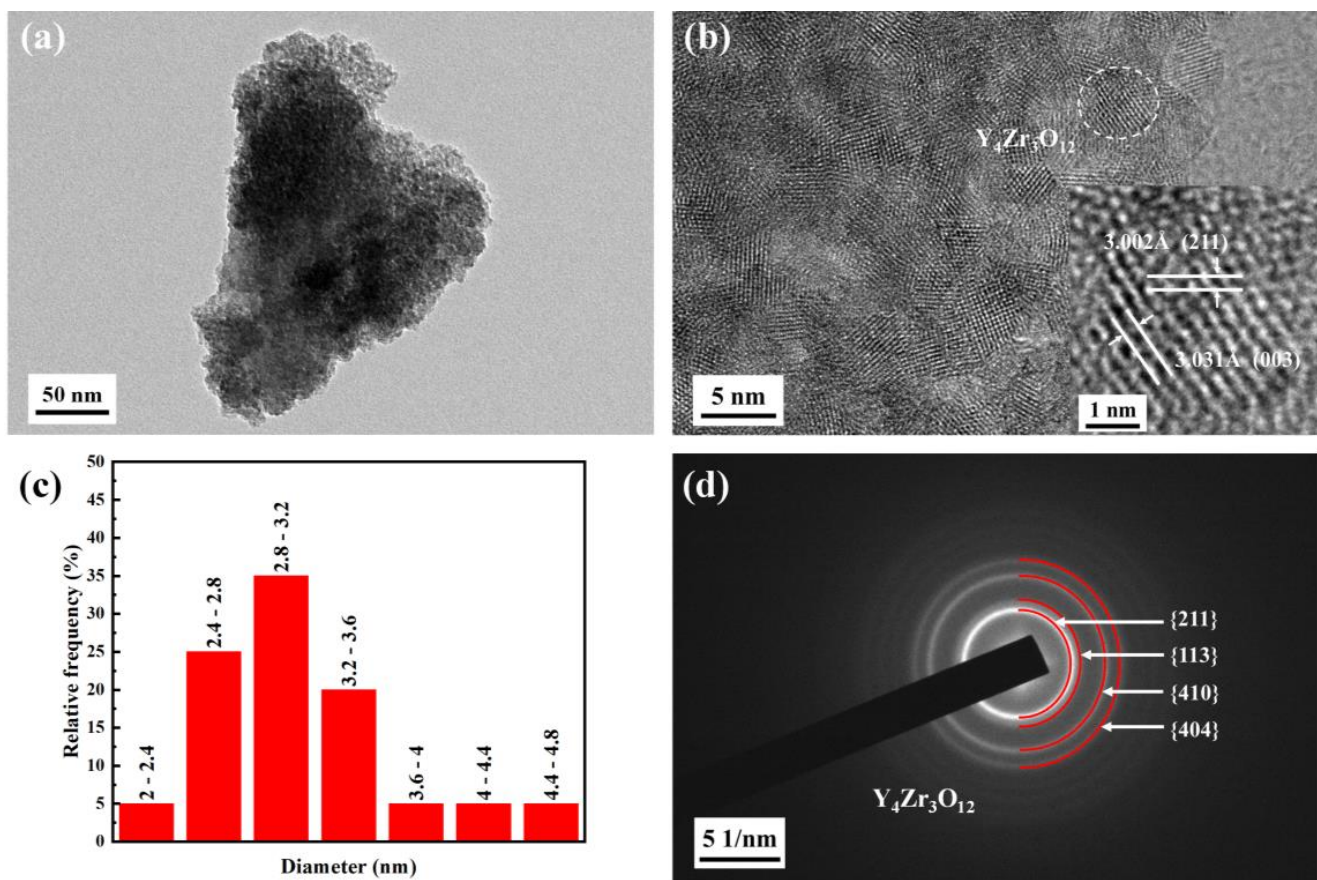 (a)
50 nm
(b)
Y₄Zr₃O₁₂
3.002Å (211)
3.031Å (003)
5 nm
1 nm
(c)
Relative frequency (%)
50
45
40
35
30
25
20
15
10
5
0
2 - 2.4
2.4 - 2.8
2.8 - 3.2
3.2 - 3.6
3.6 - 4
4 - 4.4
4.4 - 4.8
Diameter (nm)
(d)
{211}
{113}
{410}
{404}
Y₄Zr₃O₁₂
5 1/nm